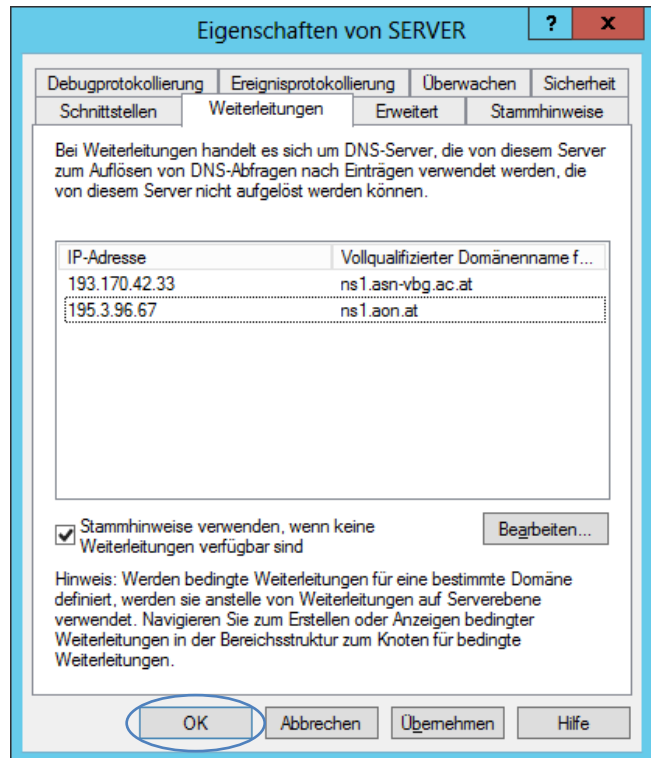 Eigenschaften von SERVER
? x
Debugprotokollierung Ereignisprotokollierung Überwachen Sicherheit
Schnittstellen Weiterleitungen Erweitert Stammhinweise
Bei Weiterleitungen handelt es sich um DNS-Server, die von diesem Server
zum Auflösen von DNS-Abfragen nach Einträgen verwendet werden, die
von diesem Server nicht aufgelöst werden können.
IP-Adresse Vollqualifizierter Domänenname f...
193.170.42.33 ns1.asn-vbg.ac.at
195.3.96.67 ns1.aon.at
Stammhinweise verwenden, wenn keine
Weiterleitungen verfügbar sind
Bearbeiten...
Hinweis: Werden bedingte Weiterleitungen für eine bestimmte Domäne
definiert, werden sie anstelle von Weiterleitungen auf Serverebene
verwendet. Navigieren Sie zum Erstellen oder Anzeigen bedingter
Weiterleitungen in der Bereichsstruktur zum Knoten für bedingte
Weiterleitungen.
OK Abbrechen Übernehmen Hilfe